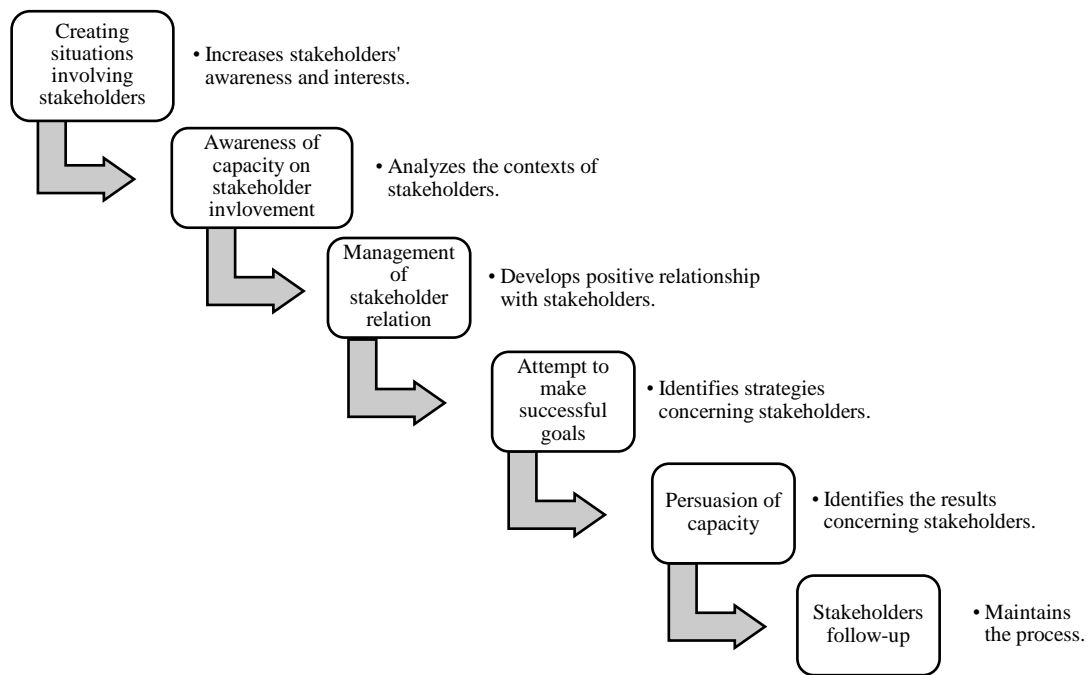 Creating
situations
involving
stakeholders
• Increases stakeholders'
awareness and interests.
Awareness of
capacity on
stakeholder
invlovement
• Analyzes the contexts of
stakeholders.
Management
of
stakeholder
relation
• Develops positive relationship
with stakeholders.
Attempt to
make
successful
goals
• Identifies strategies
concerning stakeholders.
Persuasion of
capacity
• Identifies the results
concerning stakeholders.
Stakeholders
follow-up
• Maintains
the process.